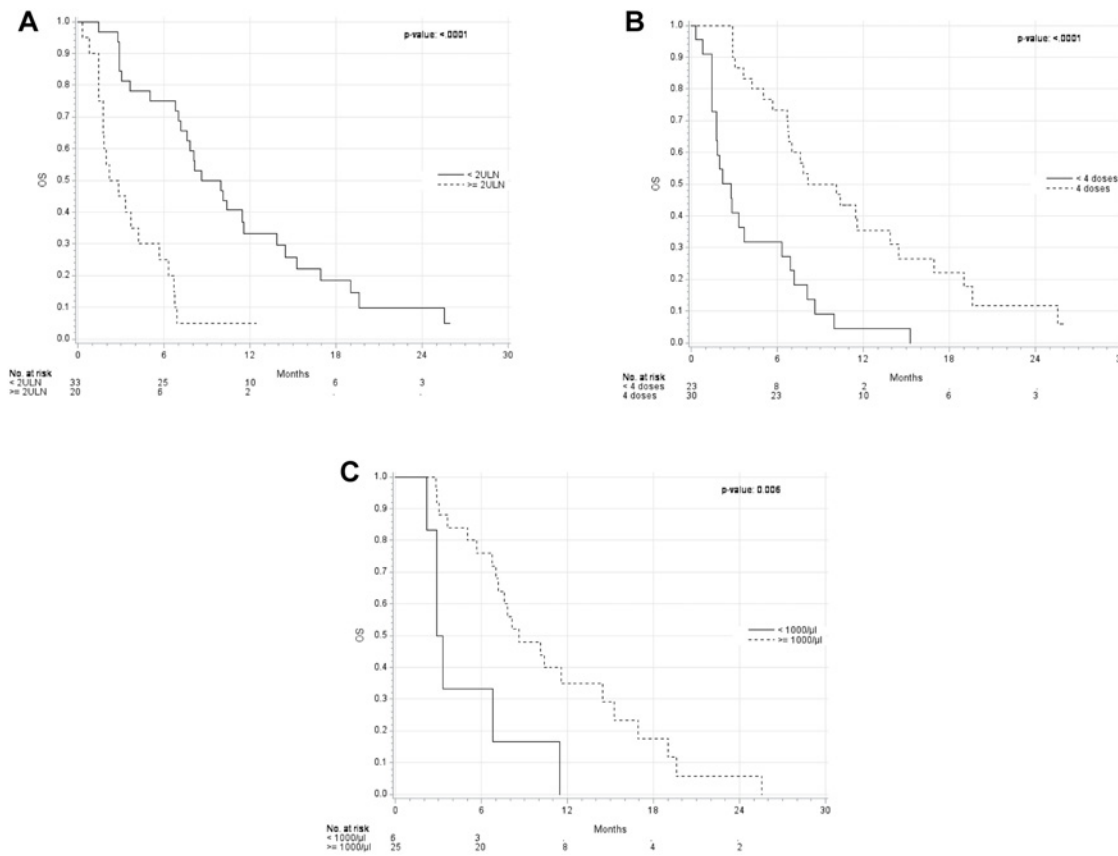 A
p-value: <.0001
1.0
0.9
0.8
0.7
0.6
0.5
0.4
0.3
0.2
0.1
0.0
OS
< 2ULN
>= 2ULN
0 6 12 18 24 30
Months
No. at risk
< 2ULN 33 25 10 6 3
>= 2ULN 20 6 2 . .
B
p-value: <.0001
1.0
0.9
0.8
0.7
0.6
0.5
0.4
0.3
0.2
0.1
0.0
OS
< 4 doses
4 doses
0 6 12 18 24 3
Months
No. at risk
< 4 doses 23 8 2 . .
4 doses 30 23 10 6 3
C
p-value: 0.006
1.0
0.9
0.8
0.7
0.6
0.5
0.4
0.3
0.2
0.1
0.0
OS
< 1000/µl
>= 1000/µl
0 6 12 18 24 30
Months
No. at risk
< 1000/µl 6 3 . . .
>= 1000/µl 25 20 8 4 2